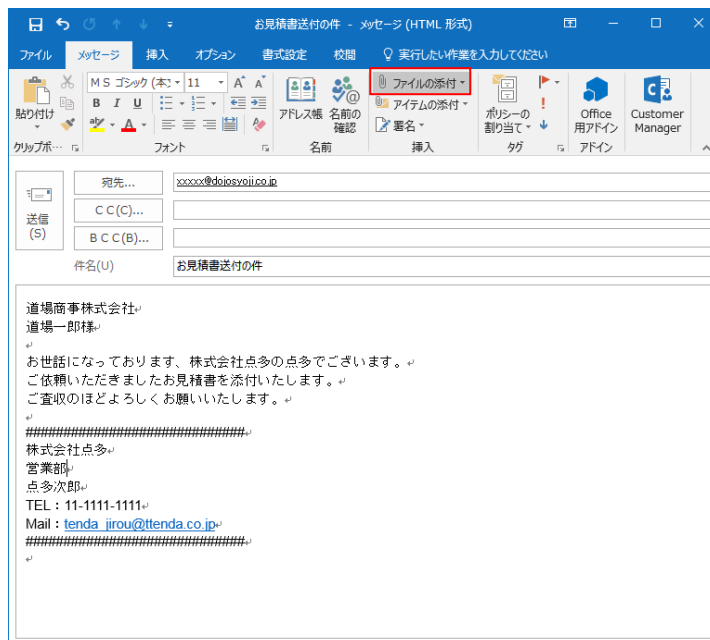 お見積書送付の件 - メッセージ (HTML 形式)
ファイル メッセージ 挿入 オプション 書式設定 校閲 実行したい作業を入力してください
貼り付け
クリップボ…
ＭＳ ゴシック (本: 11 A A
B I U
aby A
フォント
アドレス帳 名前の確認
名前
ファイルの添付
アイテムの添付
署名
挿入
ポリシーの割り当て
タグ
Office 用アドイン
アドイン
Customer Manager
宛先... xxxxx@dojosyoji.co.jp
送信 (S)
C C(C)...
B C C(B)...
件名(U) お見積書送付の件
道場商事株式会社
道場一郎様
お世話になっております、株式会社点多の点多でございます。
ご依頼いただきましたお見積書を添付いたします。
ご査収のほどよろしくお願いいたします。
################################
株式会社点多
営業部
点多次郎
TEL：11-1111-1111
Mail：tenda_jirou@ttenda.co.jp
################################